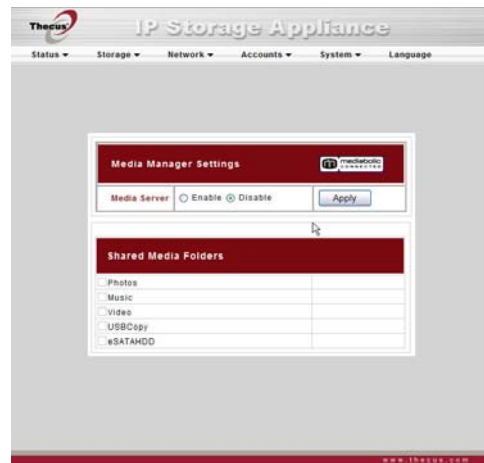 Thecus
IP Storage Appliance
Status Storage Network Accounts System Language
Media Manager Settings
mediabolic
CONNECTED
Media Server Enable Disable Apply
Shared Media Folders
Photos
Music
Video
USBCopy
eSATAHDD
www.thecus.com